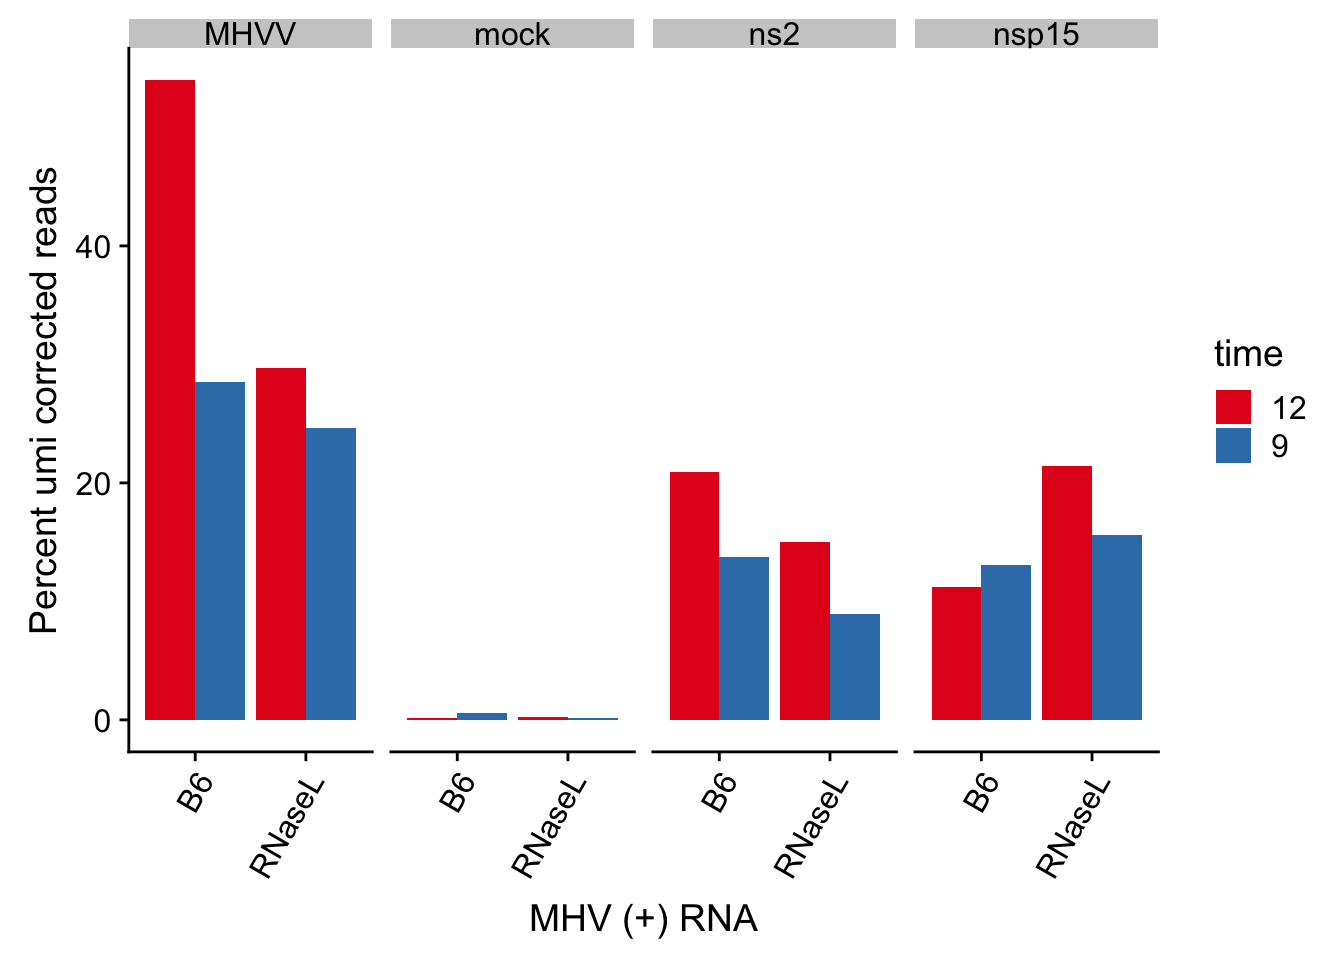 MHVV mock ns2 nsp15
Percent umi corrected reads
40
20
0
time
12
9
B6 RNaseL B6 RNaseL B6 RNaseL B6 RNaseL
MHV (+) RNA